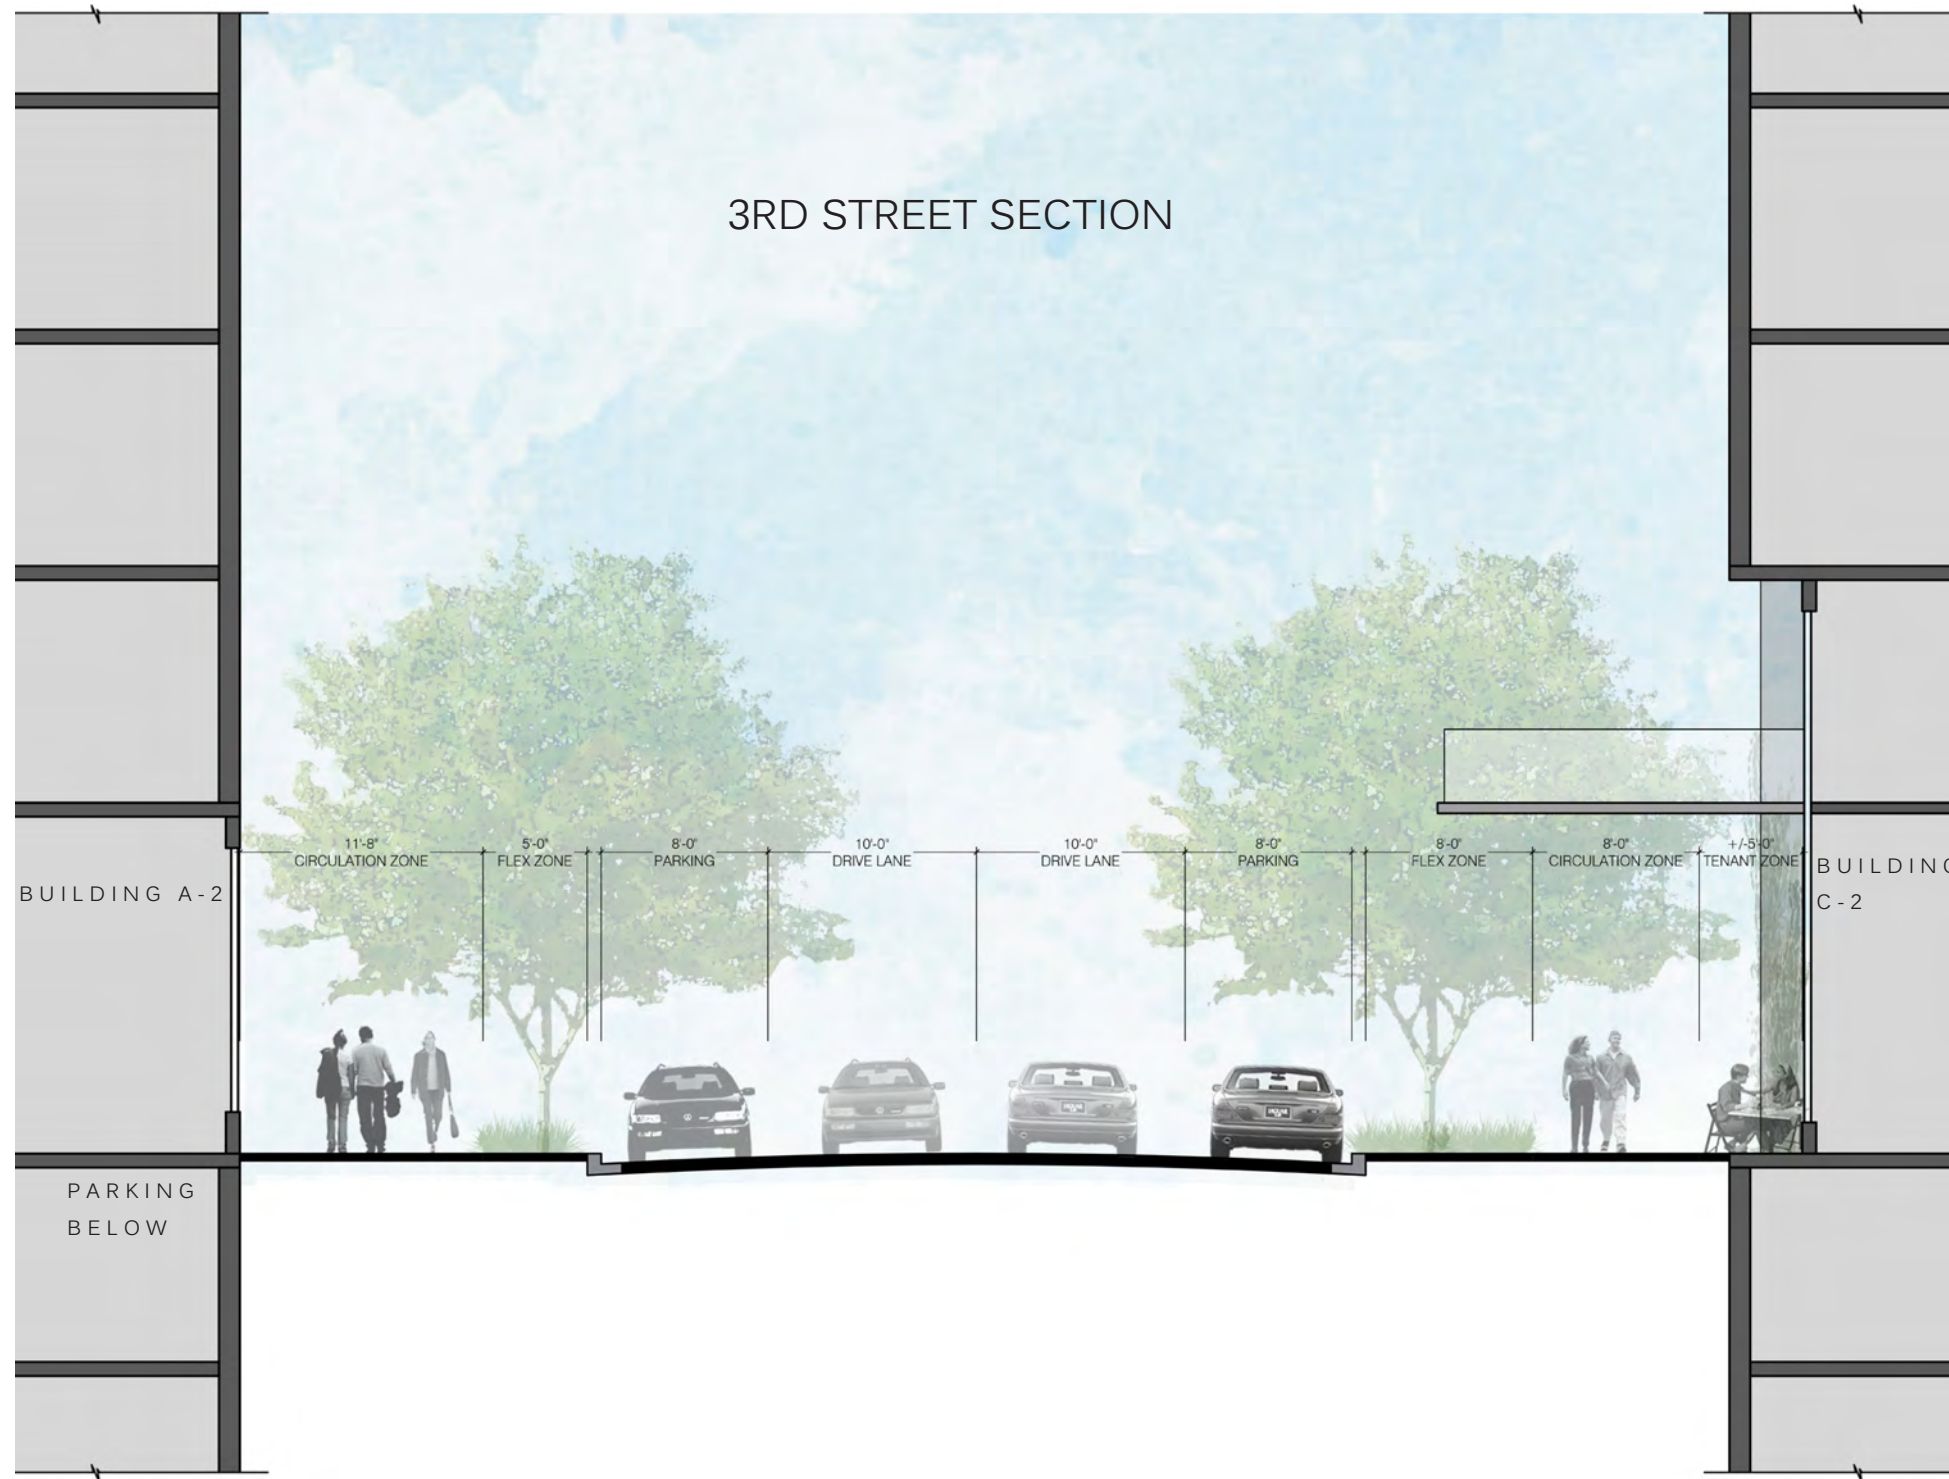 3RD STREET SECTION
11'-8"
CIRCULATION ZONE
5'-0"
FLEX ZONE
8'-0"
PARKING
10'-0"
DRIVE LANE
10'-0"
DRIVE LANE
8'-0"
PARKING
8'-0"
FLEX ZONE
8'-0"
CIRCULATION ZONE
+/-5'-0"
TENANT ZONE
BUILDING A-2
BUILDING
C-2
PARKING
BELOW